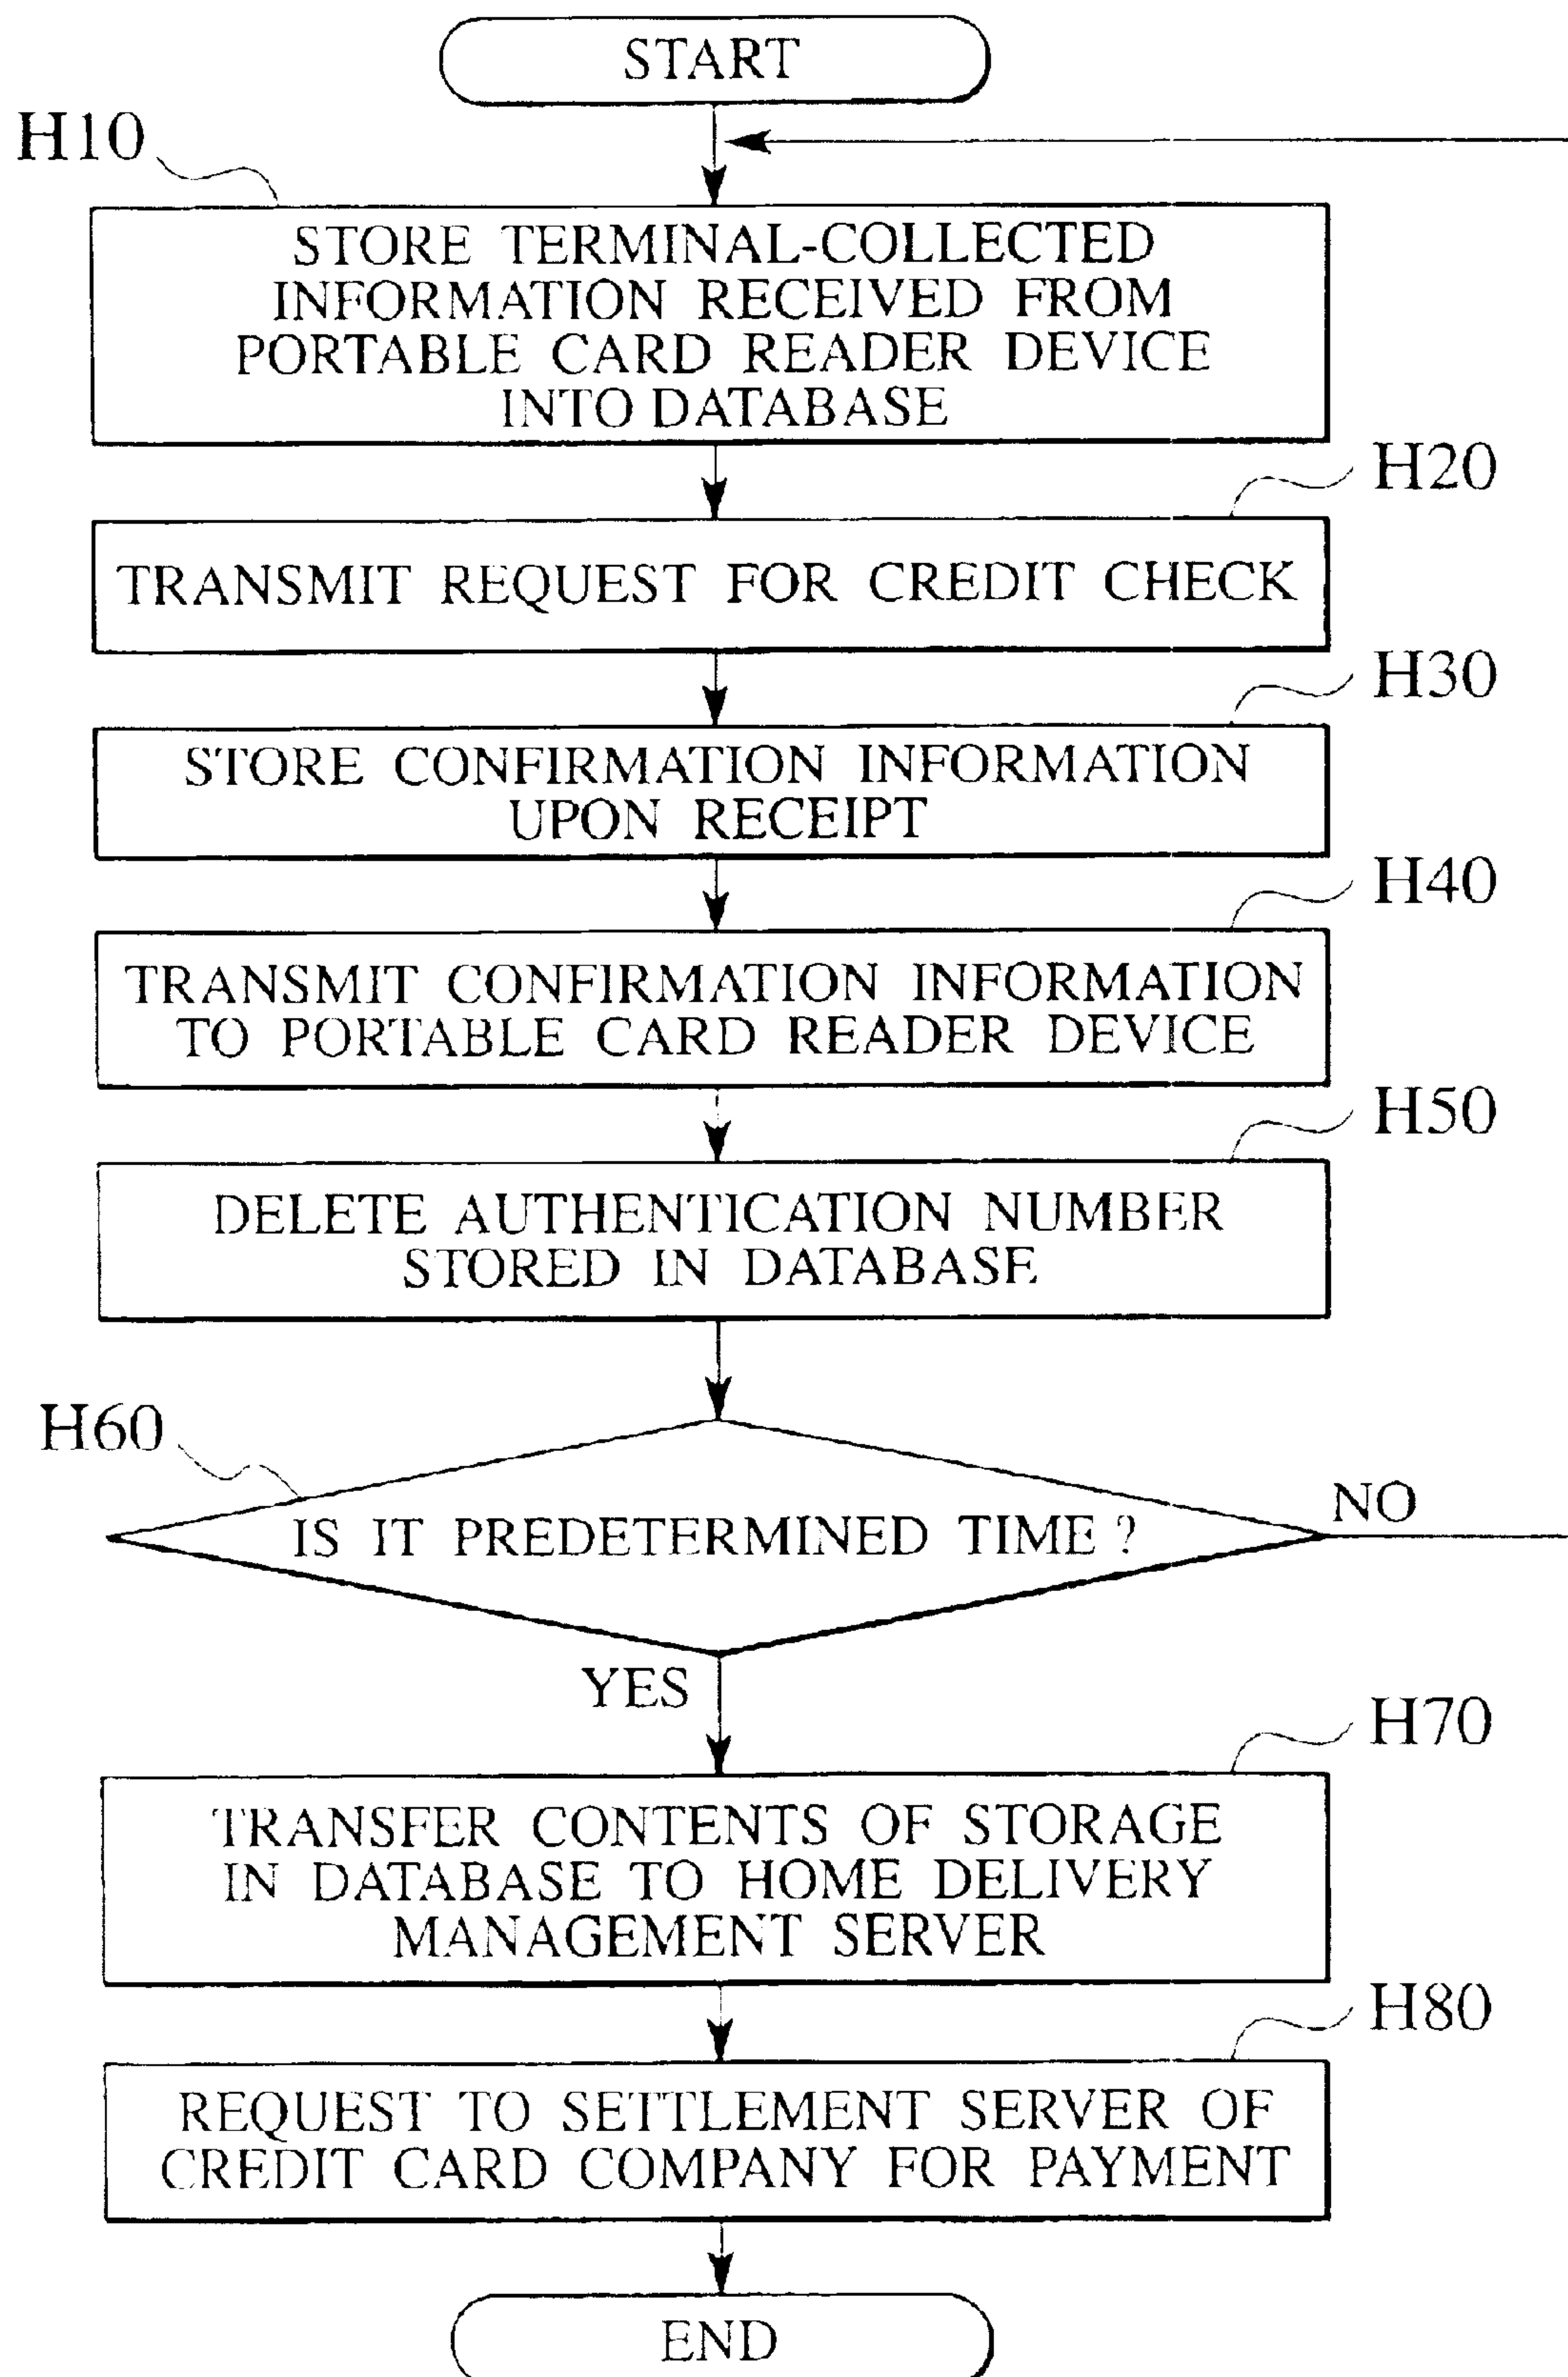 START
H10
STORE TERMINAL-COLLECTED
INFORMATION RECEIVED FROM
PORTABLE CARD READER DEVICE
INTO DATABASE
H20
TRANSMIT REQUEST FOR CREDIT CHECK
H30
STORE CONFIRMATION INFORMATION
UPON RECEIPT
H40
TRANSMIT CONFIRMATION INFORMATION
TO PORTABLE CARD READER DEVICE
H50
DELETE AUTHENTICATION NUMBER
STORED IN DATABASE
H60
IS IT PREDETERMINED TIME ?
NO
YES
H70
TRANSFER CONTENTS OF STORAGE
IN DATABASE TO HOME DELIVERY
MANAGEMENT SERVER
H80
REQUEST TO SETTLEMENT SERVER OF
CREDIT CARD COMPANY FOR PAYMENT
END